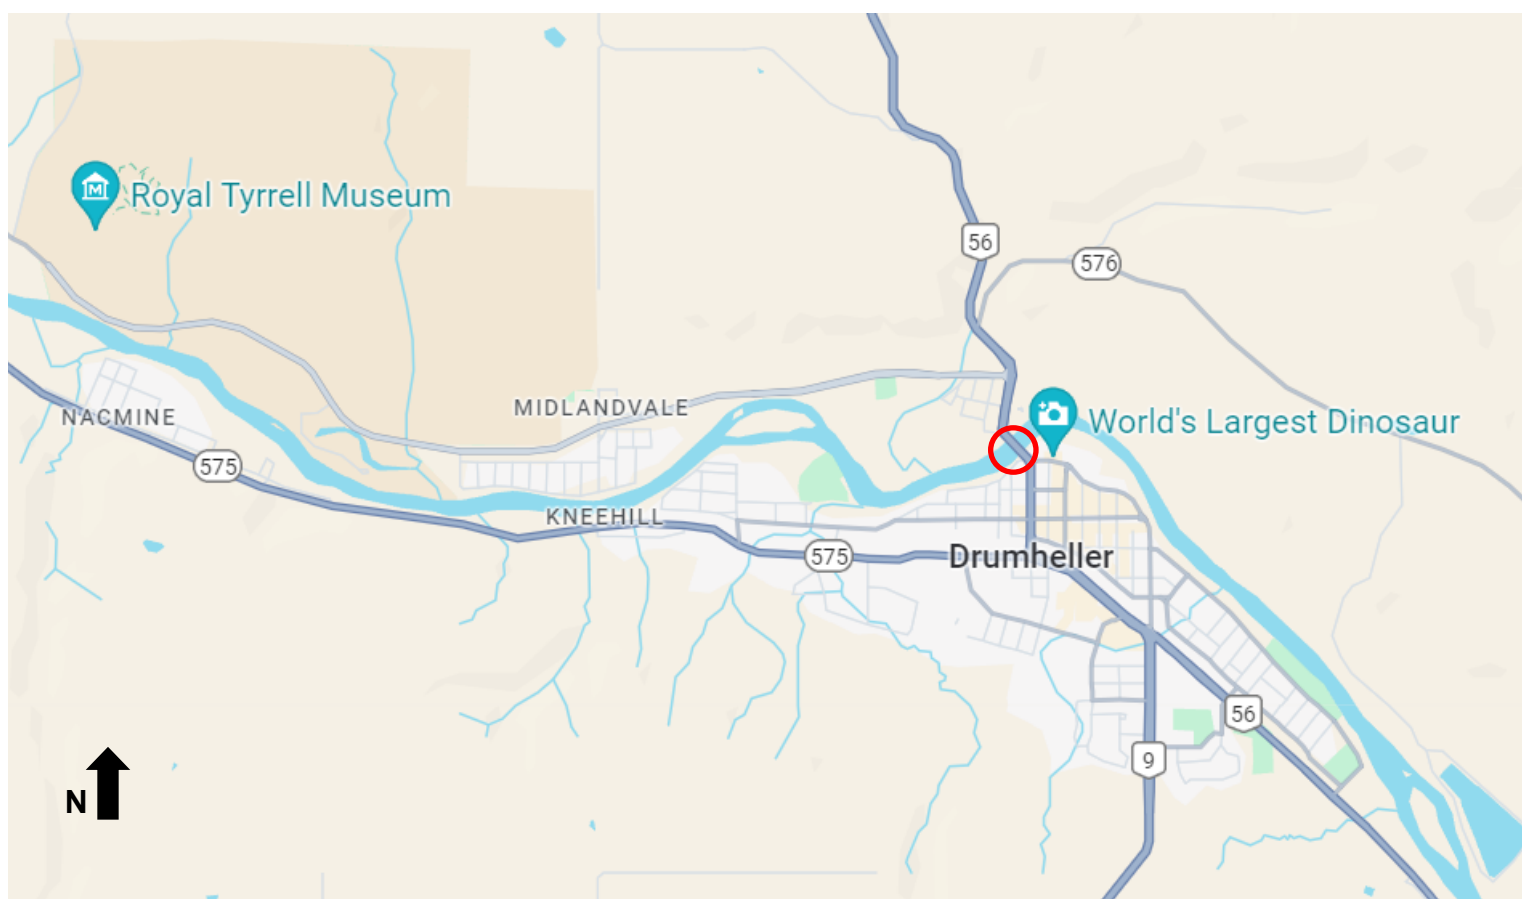 Royal Tyrrell Museum
56
576
MIDLANDVALE
NACMINE
World's Largest Dinosaur
575
KNEEHILL
575
Drumheller
56
9
N
M